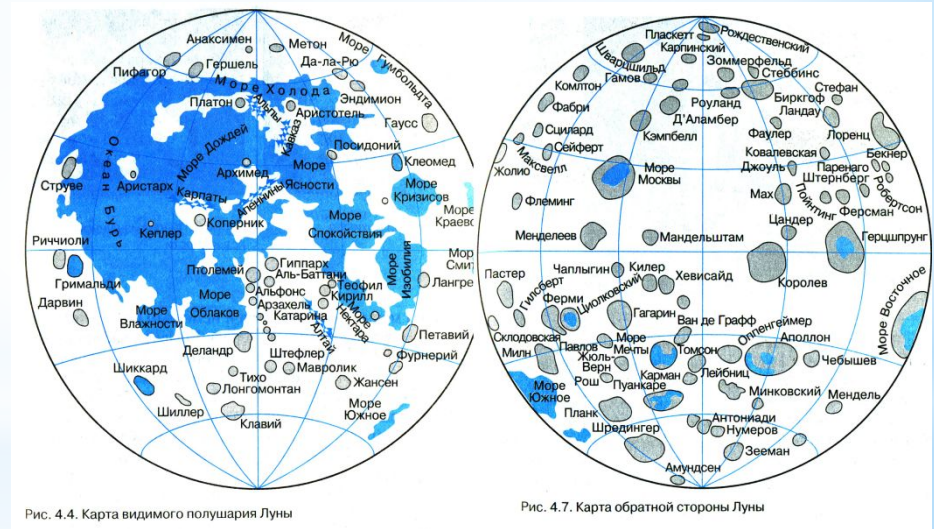 Анаксимен
Метон
Море
Гумбольдта
Пифагор
Гершель
Да-ла-Рю
Море Холода
Эндимион
Платон
Альпы
Аристотель
Гаусс
Кавказ
Океан Бурь
Море Дождей
Посидоний
Клеомед
Струве
Аристарх
Архимед
Море
Ясности
Море
Кризисов
Карпаты
Апеннины
Море
Краево
Кеплер
Коперник
Море
Спокойствия
Риччиоли
Гиппарх
Море
Изобилия
Мор
Смит
Птолемей
Аль-Баттани
Гримальди
Альфонс
Теофил
Лангре
Дарвин
Море
Облаков
Арзахель
Кирилл
Море
Влажности
Катарина
Море
Нектара
Алтай
Петавий
Деландр
Штефлер
Фурнерий
Шиккард
Тихо
Мавролик
Лонгомонтан
Жансен
Шиллер
Клавий
Море
Южное
Рис. 4.4. Карта видимого полушария Луны
Пласкетт
Рождественский
Карпинский
Шварцшильд
Зоммерфельд
Гамов
Стеббинс
Комптон
Стефан
Роуланд
Биркгоф
Фабри
Д'Аламбер
Ландау
Сцилард
Кэмпбелл
Фаулер
Лоренц
Сейферт
Максвелл
Жолио
Море
Москвы
Ковалевская
Бекнер
Джоуль
Паренаго
Штернберг
Робертсон
Флеминг
Мах
Пойнтинг
Ферсман
Цандер
Менделеев
Мандельштам
Герцшпрунг
Пастер
Чаплыгин
Килер
Хевисайд
Королев
Гилсберт
Ферми
Циолковский
Гагарин
Ван де Графф
Море Восточное
Склодовская
Павлов
Море
Мечты
Оппенгеймер
Аполлон
Милн
Жюль-
Верн
Томсон
Чебышев
Карман
Лейбниц
Море
Южное
Рош
Пуанкаре
Минковский
Планк
Мендель
Антониади
Шредингер
Нумеров
Зееман
Амундсен
Рис. 4.7. Карта обратной стороны Луны